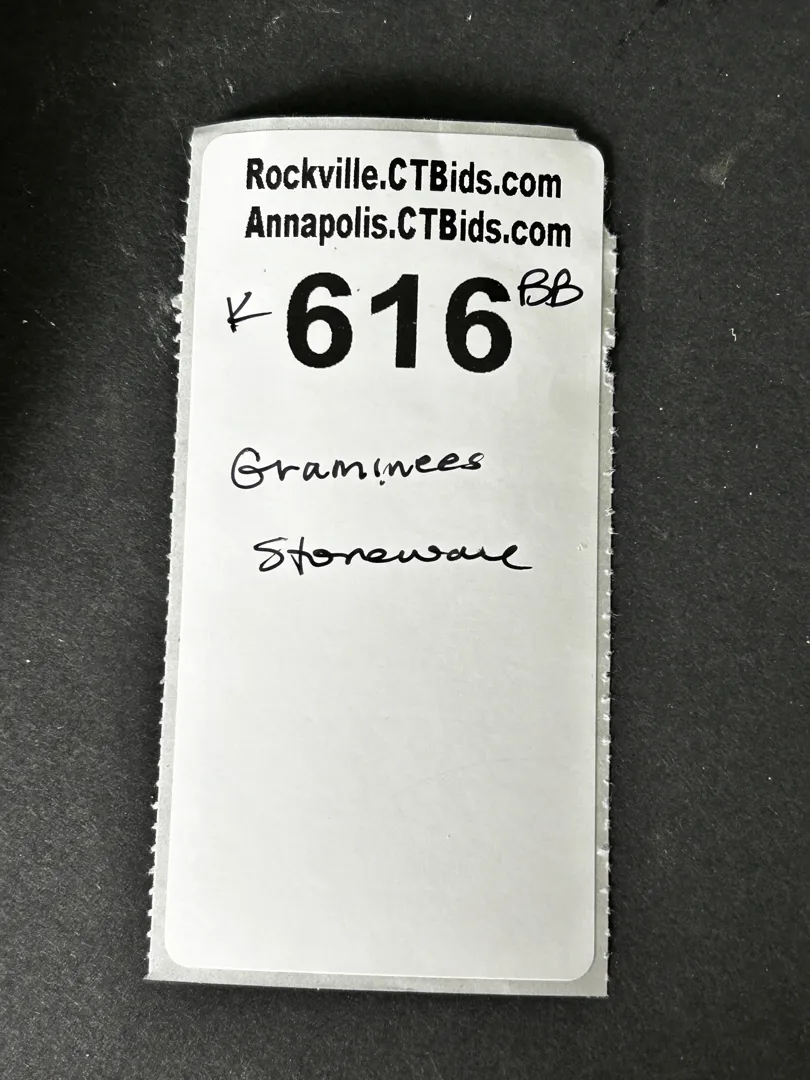 Rockville.CTBids.com
Annapolis.CTBids.com
K 616 BB
Graminees
Stoneware